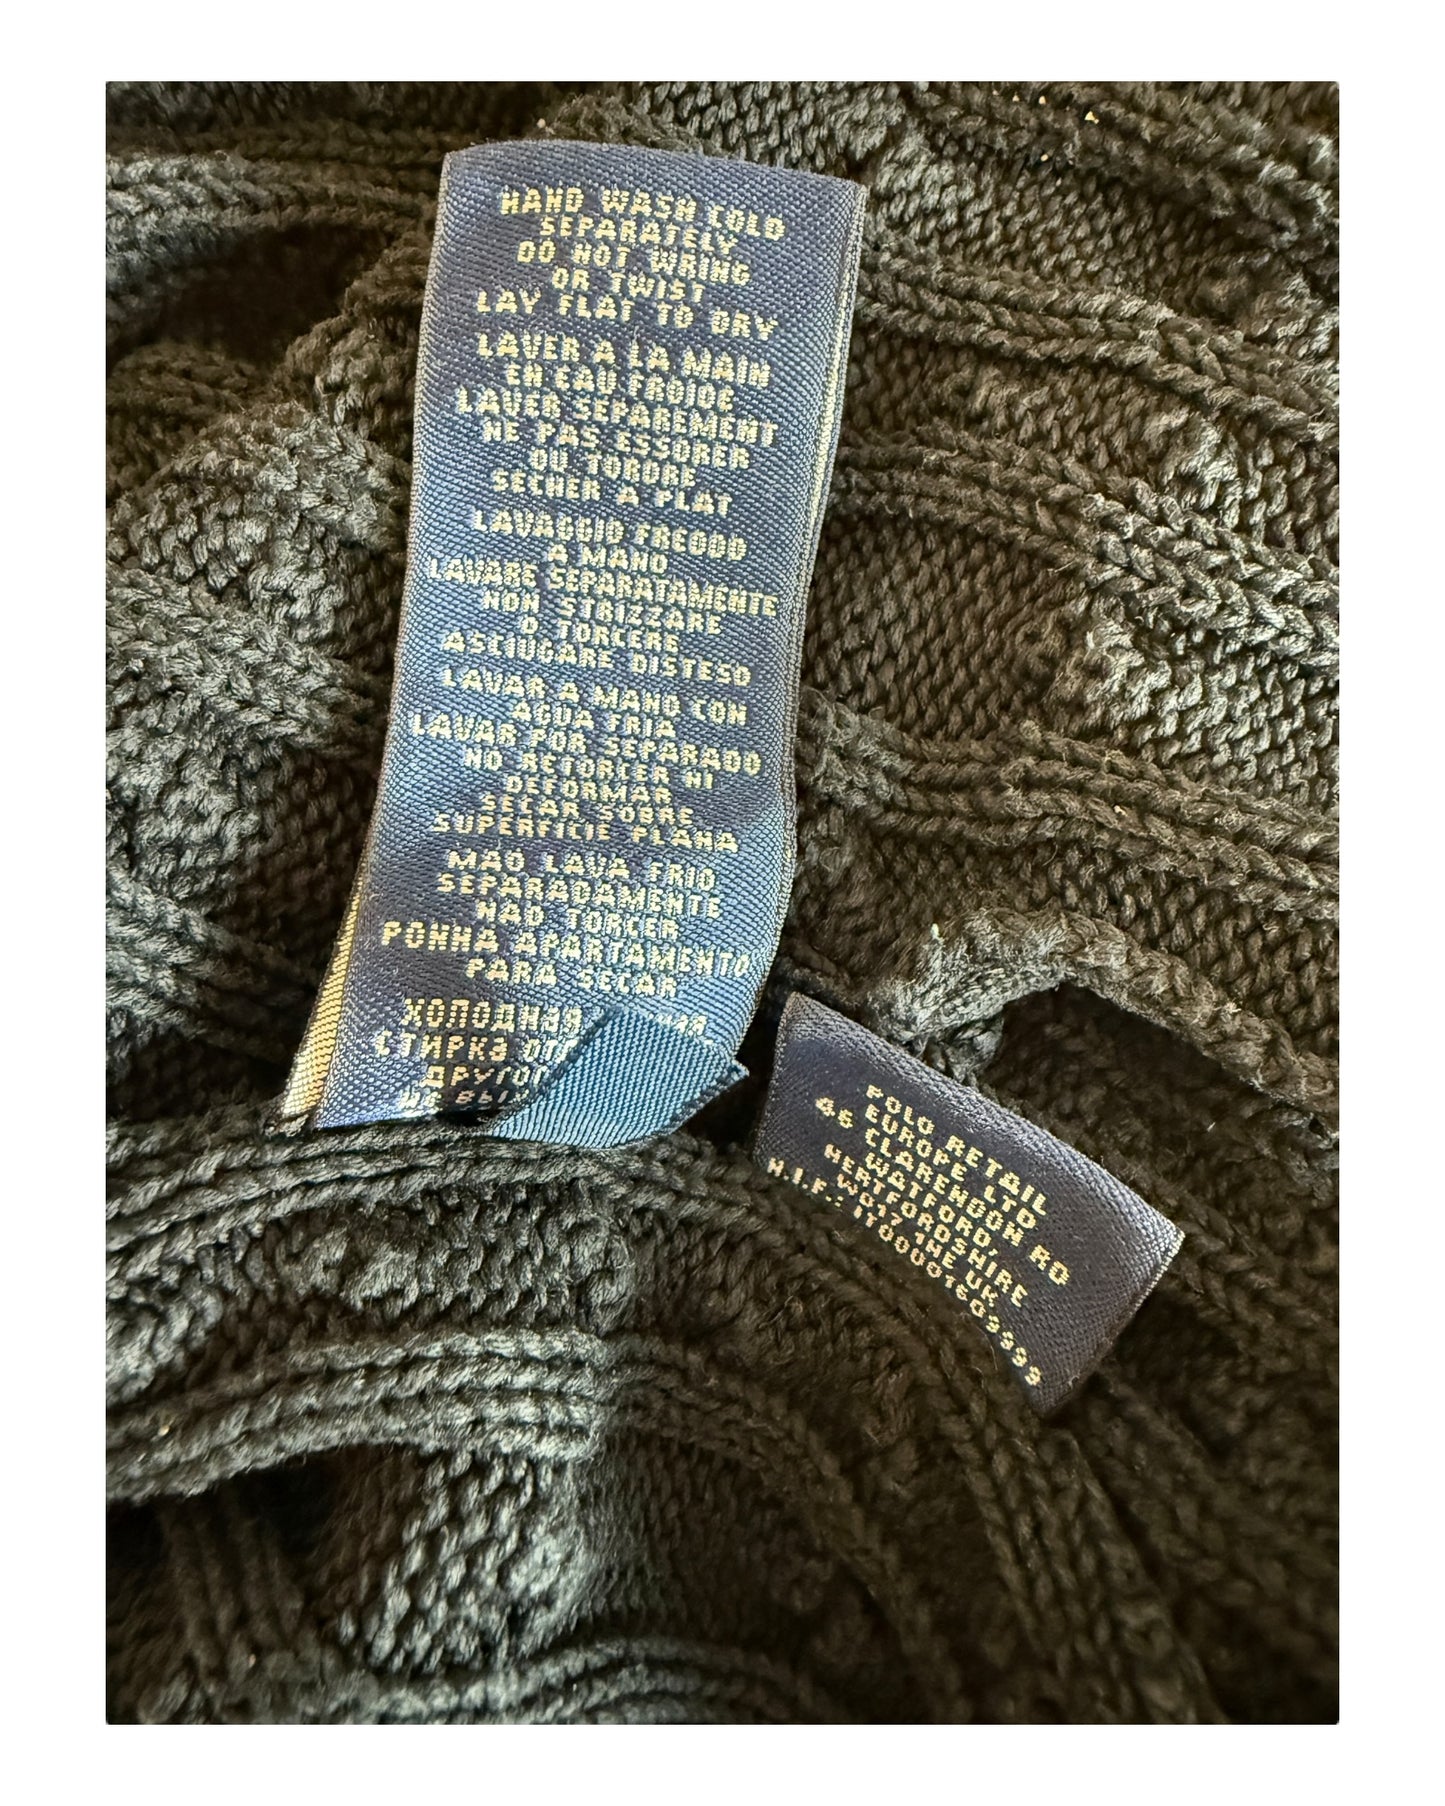 HAND WASH COLD
SEPARATELY
DO NOT WRING
OR TWIST
LAY FLAT TO DRY
LAVER A LA MAIN
EN EAU FROIDE
LAVER SEPAREMENT
NE PAS ESSORER
OU TORDRE
SECHER A PLAT
LAVAGGIO FREDDO
A MANO
LAVARE SEPARATAMENTE
NON STRIZZARE
O TORCERE
ASCIUGARE DISTESO
LAVAR A MANO CON
AGUA FRIA
LAVAR POR SEPARADO
NO RETORCER NI
DEFORMAR
SECAR SOBRE
SUPERFICIE PLANA
MAO LAVA FRIO
SEPARADAMENTE
NAO TORCER
PONHA APARTAMENTO
PARA SECAR
ХОЛОДНАЯ
СТИРКА
НЕ
POLO RETAIL
EUROPE LTD
46 CLARENDON RD
WATFORD,
HERTFORDSHIRE
WD17 1HE UK
N.I.F.: IT00001609999